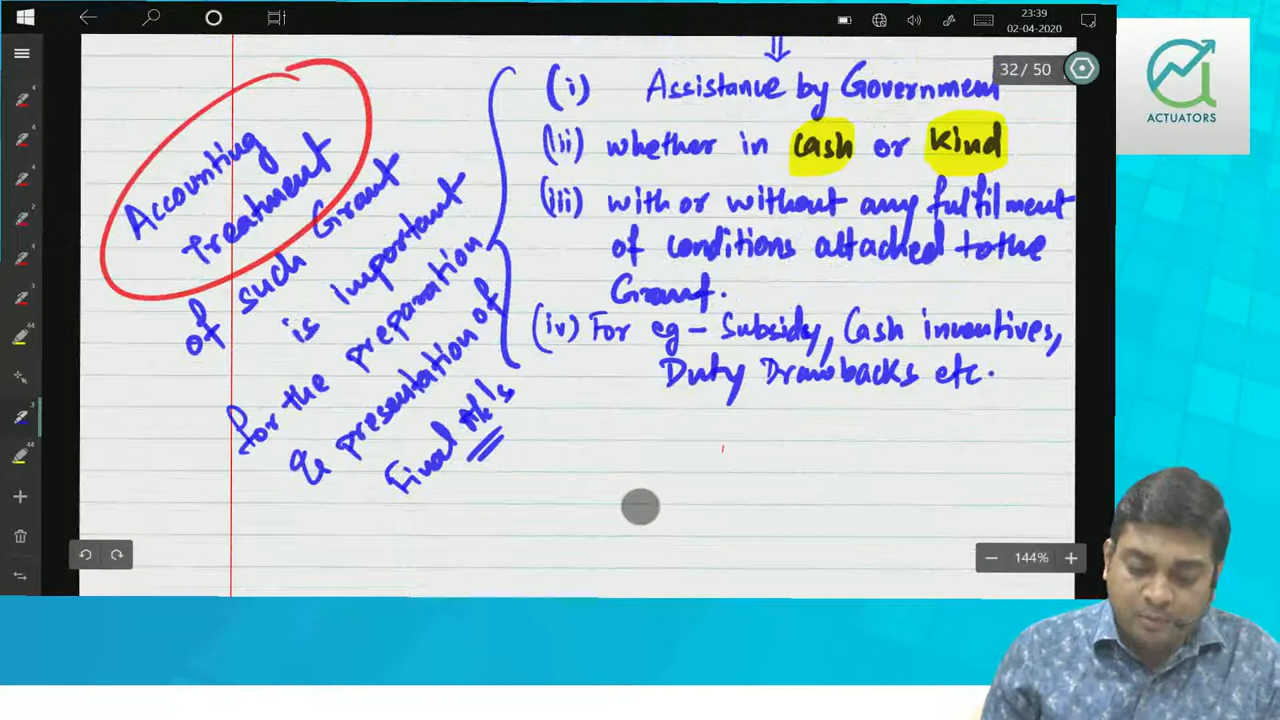 23:39
02-04-2020
32 / 50
ACTUATORS
(i) Assistance by Government
(ii) whether in Cash or Kind
(iii) with or without any fulfilment
of conditions attached to the
Grant.
(iv) For eg - Subsidy, Cash incentives,
Duty Drawbacks etc.
Accounting
Treatment
of such Grant
is important
for the preparation
& presentation of
Final A/c's
144%